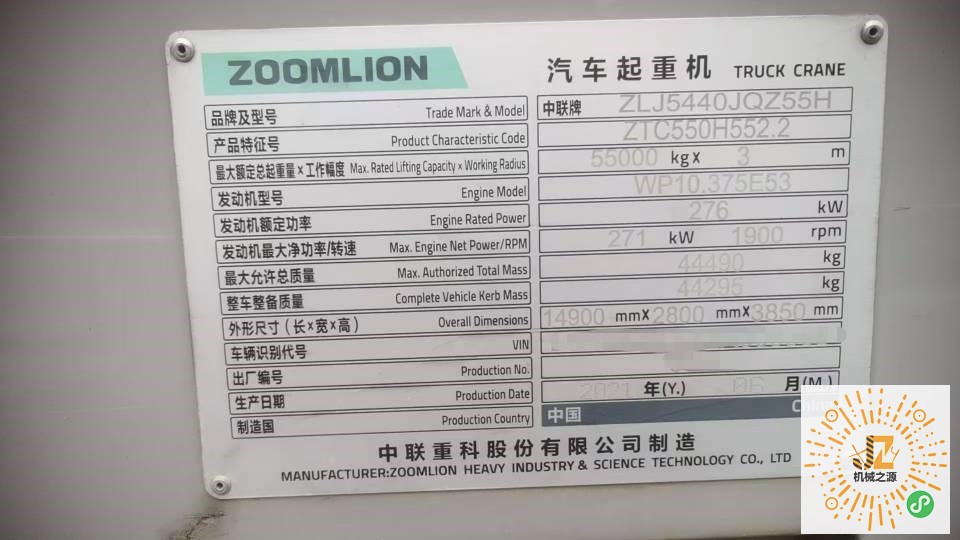 ZOOMLION 汽车起重机 TRUCK CRANE
品牌及型号 Trade Mark & Model 中联牌 ZLJ5440JQZ55H
产品特征号 Product Characteristic Code ZTC550H552.2
最大额定总起重量×工作幅度 Max. Rated Lifting Capacity × Working Radius 55000 kg× 3 m
发动机型号 Engine Model WP10.375E53
发动机额定功率 Engine Rated Power 276 kW
发动机最大净功率/转速 Max. Engine Net Power/RPM 271 kW 1900 rpm
最大允许总质量 Max. Authorized Total Mass 44490 kg
整车整备质量 Complete Vehicle Kerb Mass 44295 kg
外形尺寸(长×宽×高) Overall Dimensions 14900 mm×2800 mm×3850 mm
车辆识别代号 VIN
出厂编号 Production No.
生产日期 Production Date 2021 年(Y.) 06 月(M.)
制造国 Production Country 中国 China
中联重科股份有限公司制造
MANUFACTURER:ZOOMLION HEAVY INDUSTRY & SCIENCE TECHNOLOGY CO., LTD
机械之源